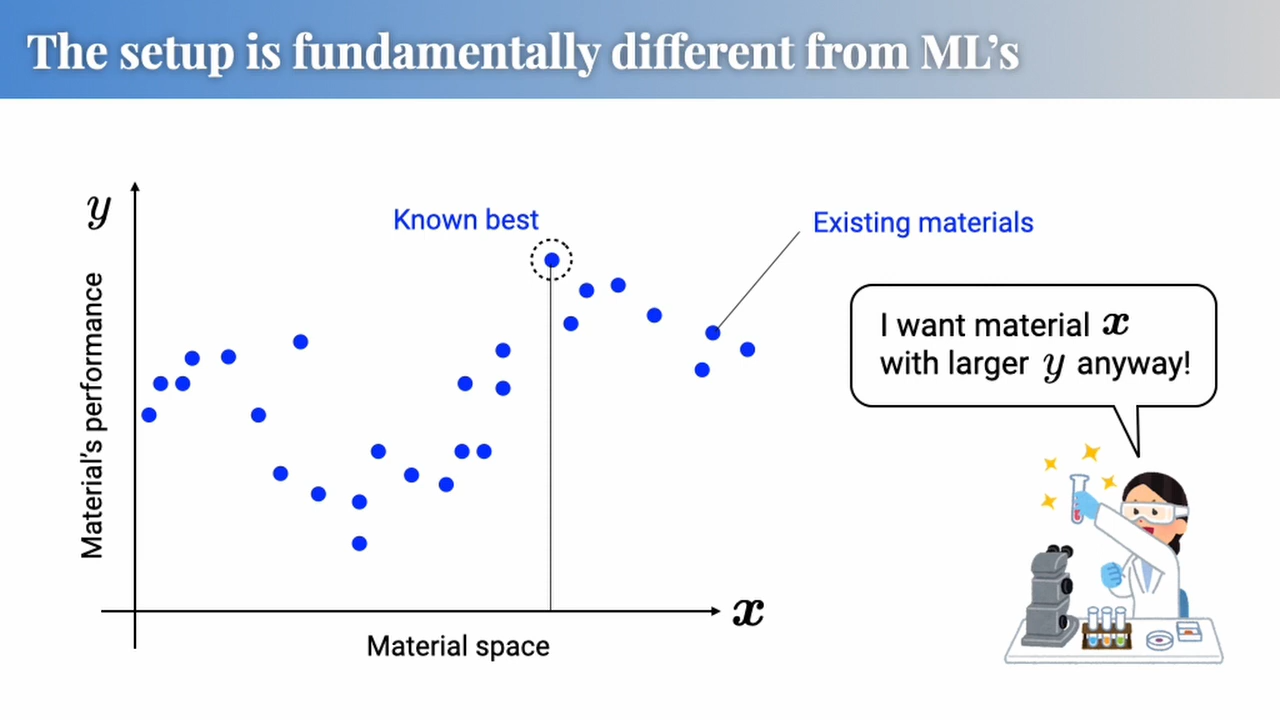 The setup is fundamentally different from ML's
y
Known best
Existing materials
Material's performance
I want material x
with larger y anyway!
x
Material space